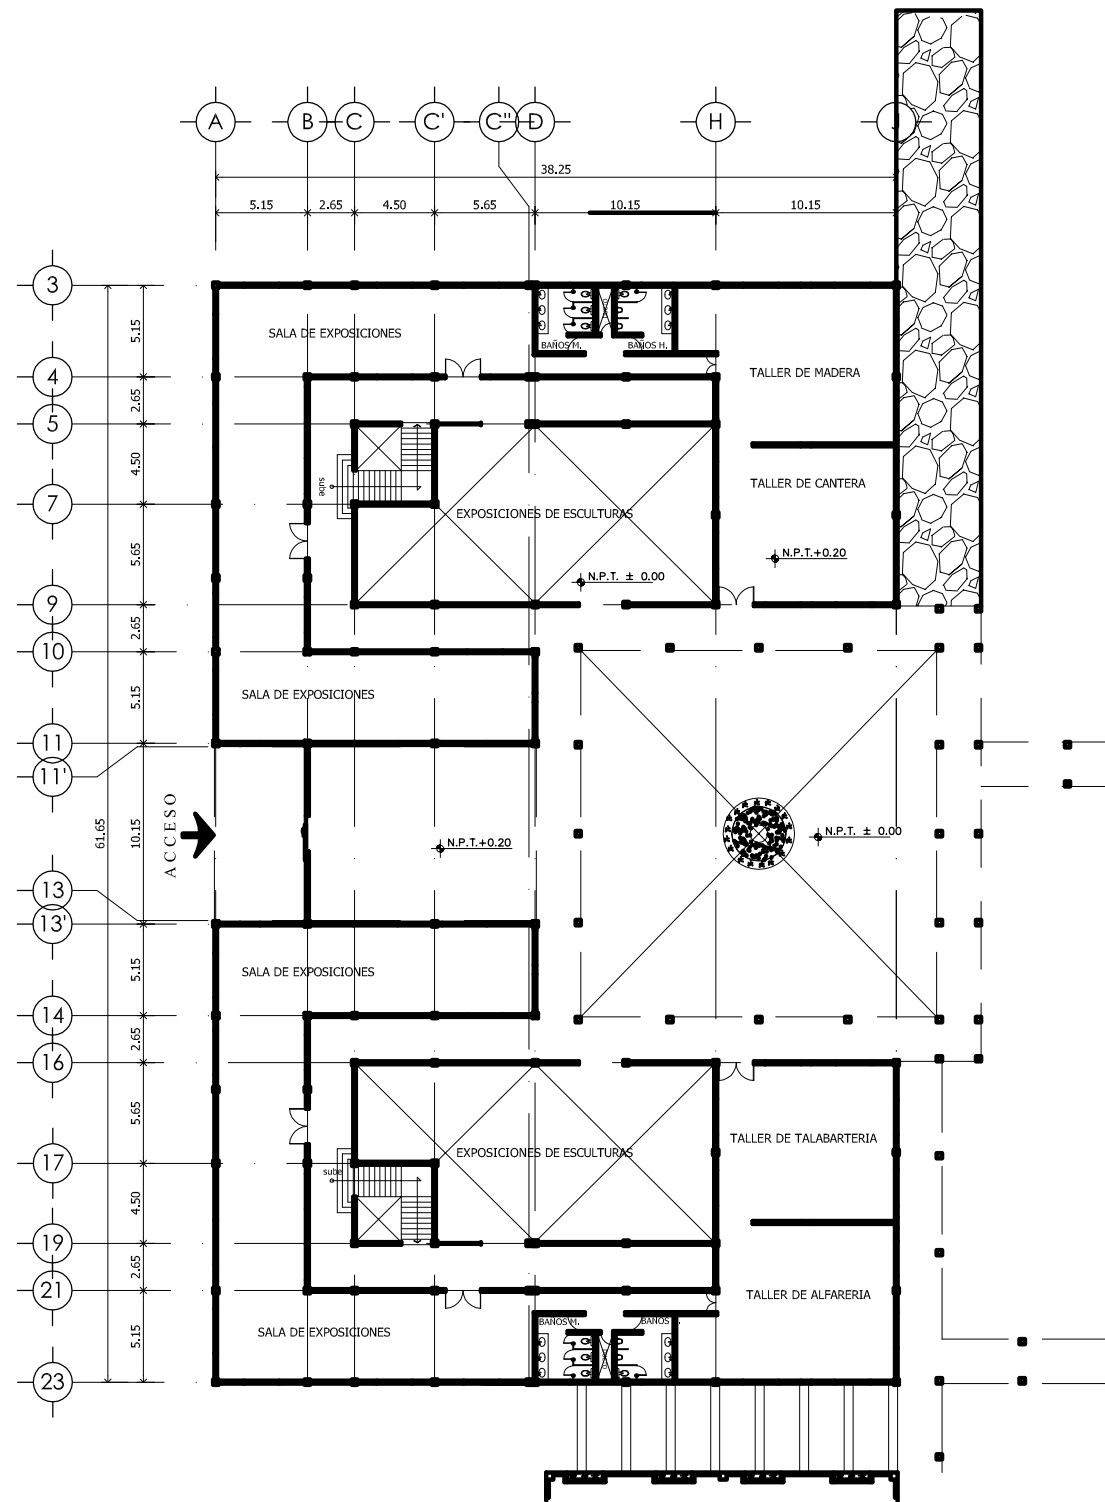 A B C C' C'' D H J
38.25
5.15 2.65 4.50 5.65 10.15 10.15
3
5.15
SALA DE EXPOSICIONES
BAÑOS M. BAÑOS H.
4
TALLER DE MADERA
2.65
5
4.50
sube
TALLER DE CANTERA
7
EXPOSICIONES DE ESCULTURAS
5.65
N.P.T.+0.20
N.P.T. ± 0.00
9
2.65
10
5.15
SALA DE EXPOSICIONES
11
11'
61.65
10.15
ACCESO
N.P.T.+0.20
N.P.T. ± 0.00
13
13'
5.15
SALA DE EXPOSICIONES
14
2.65
16
5.65
TALLER DE TALABARTERIA
EXPOSICIONES DE ESCULTURAS
17
sube
4.50
19
2.65
21
TALLER DE ALFARERIA
5.15
BAÑOS M. BAÑOS
SALA DE EXPOSICIONES
23